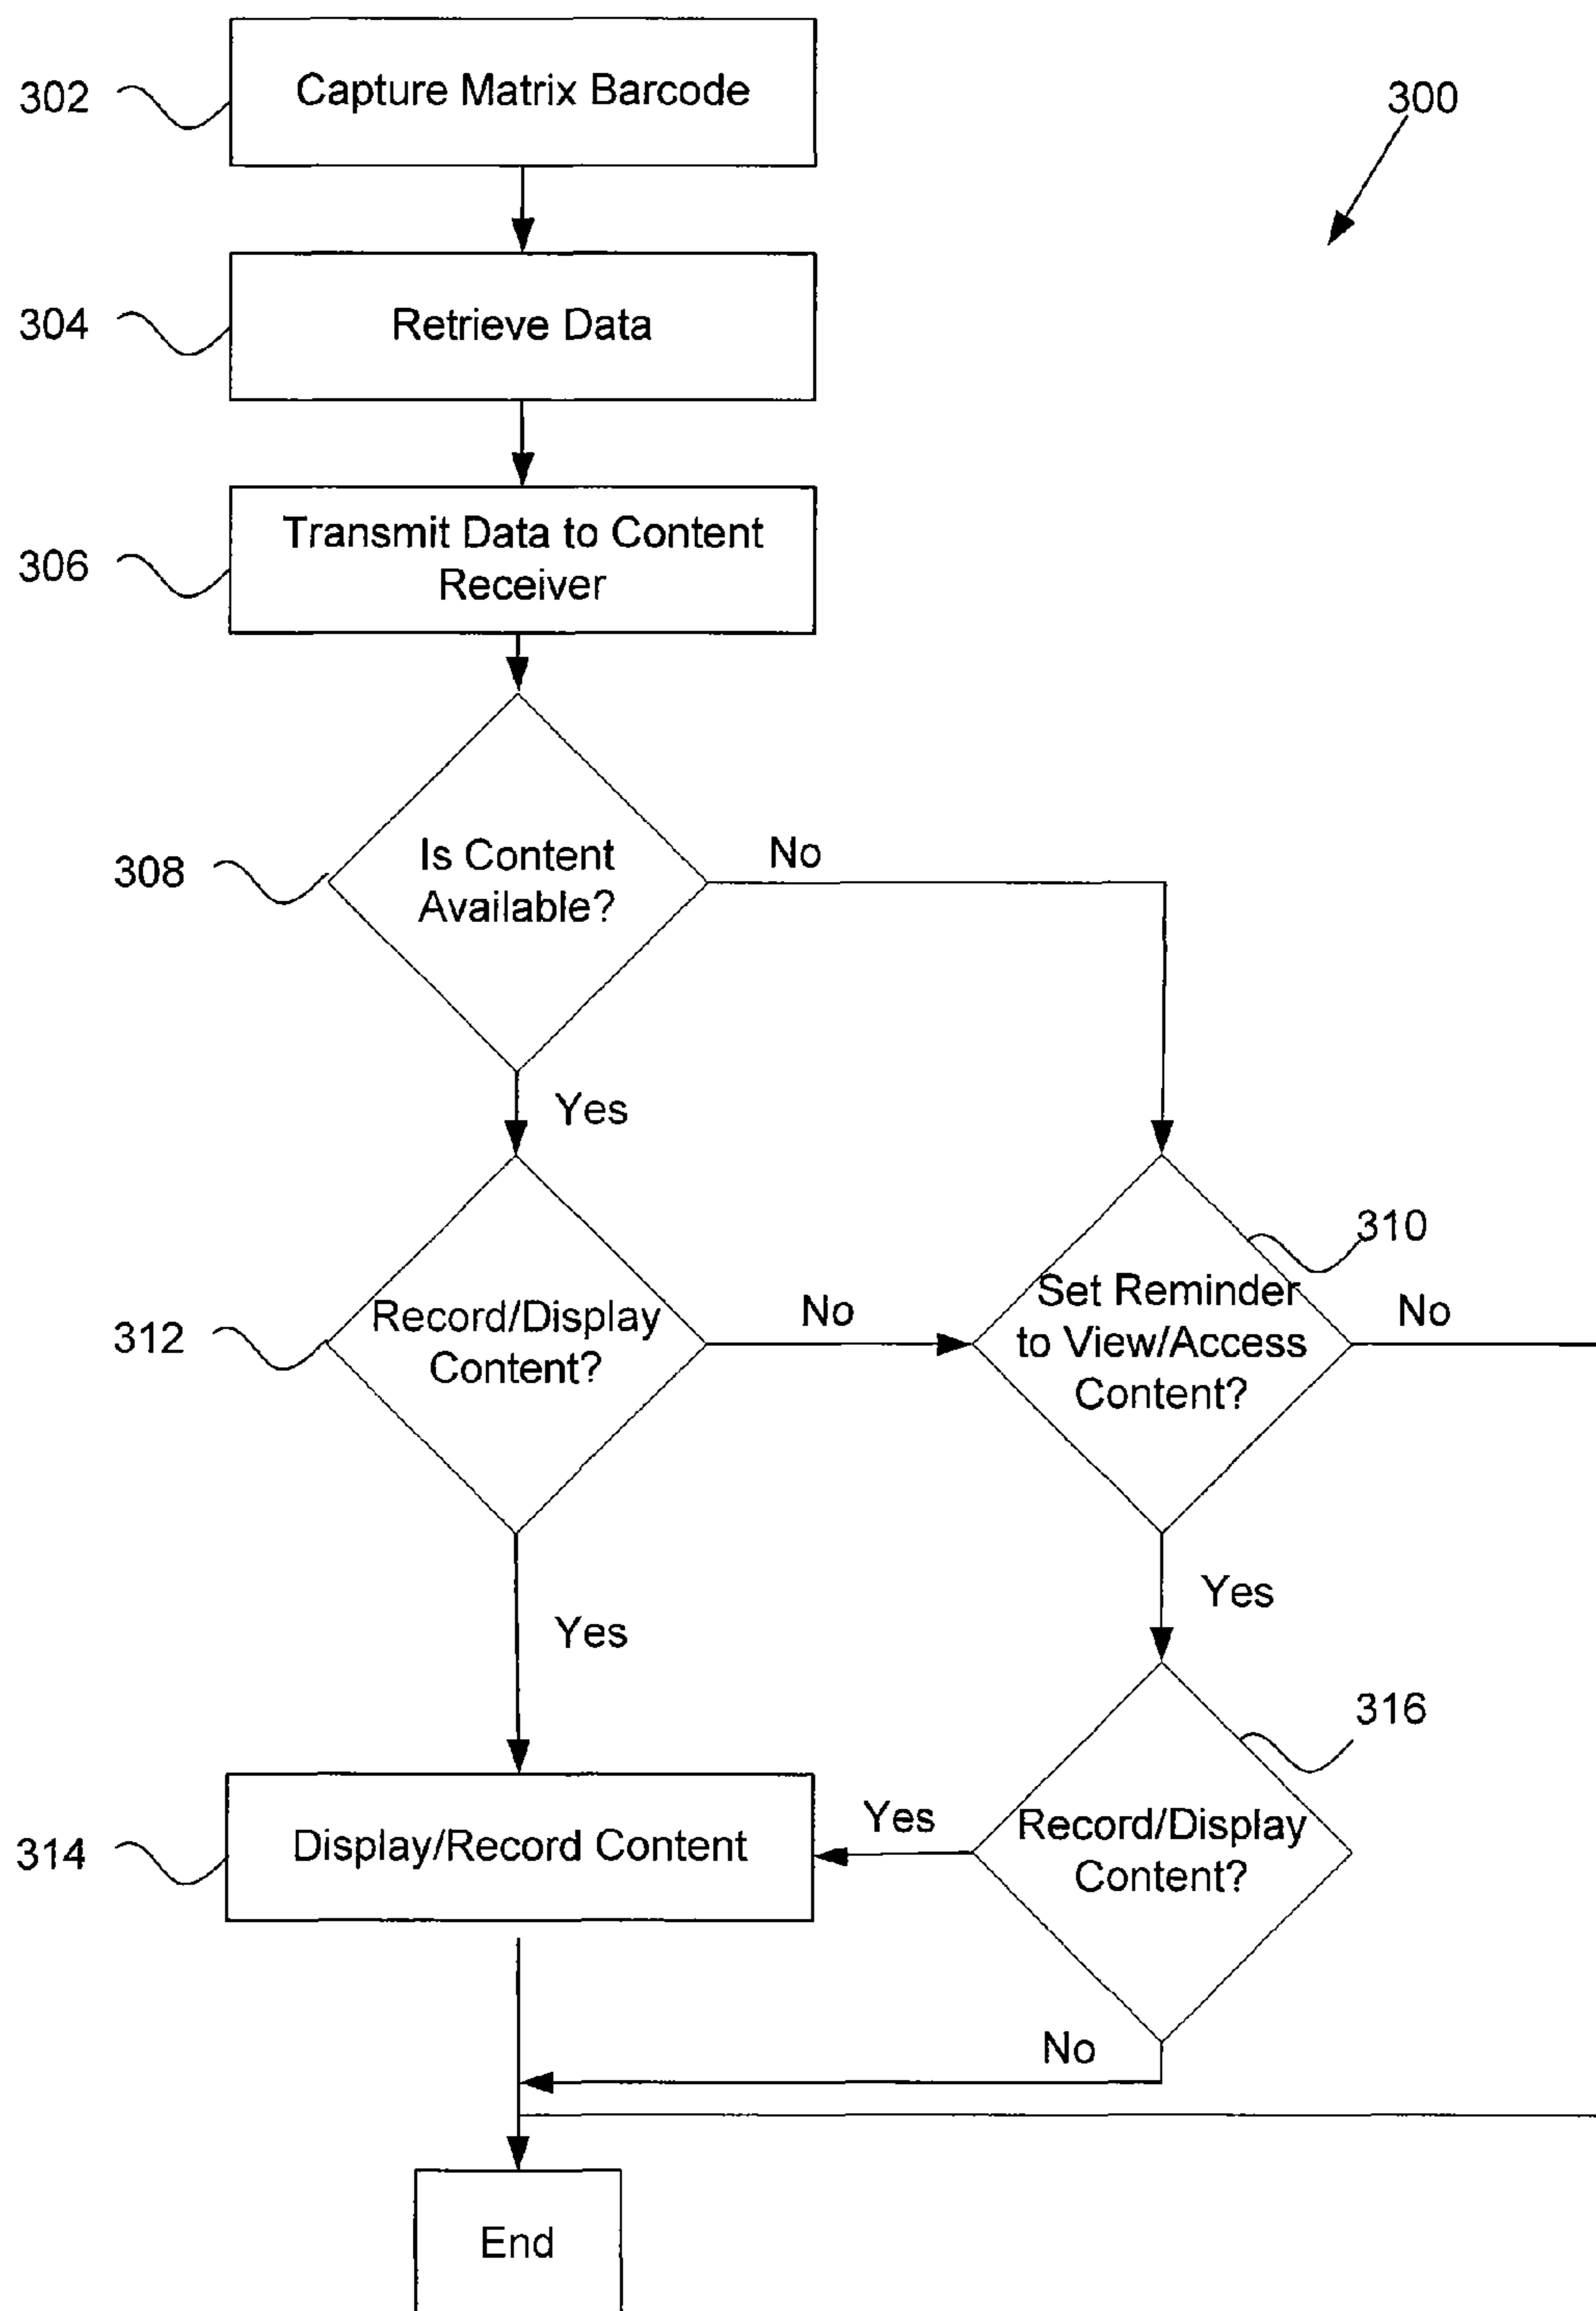 302
Capture Matrix Barcode
300
304
Retrieve Data
306
Transmit Data to Content
Receiver
308
Is Content
Available?
No
Yes
310
312
Record/Display
Content?
No
Set Reminder
to View/Access
Content?
No
Yes
Yes
316
314
Display/Record Content
Yes
Record/Display
Content?
No
End